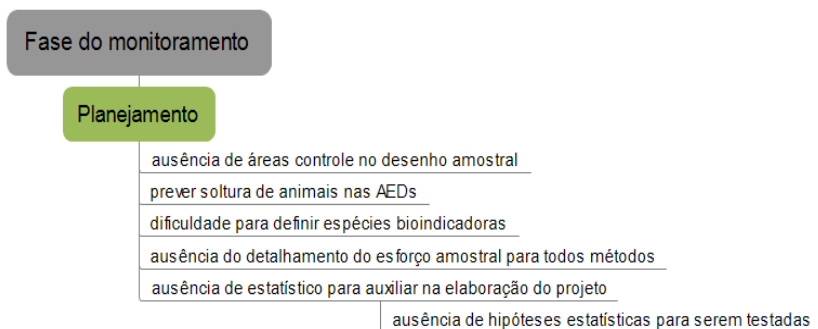 Fase do monitoramento
Planejamento
ausência de áreas controle no desenho amostral
prever soltura de animais nas AEDs
dificuldade para definir espécies bioindicadoras
ausência do detalhamento do esforço amostral para todos métodos
ausência de estatístico para auxiliar na elaboração do projeto
ausência de hipóteses estatísticas para serem testadas